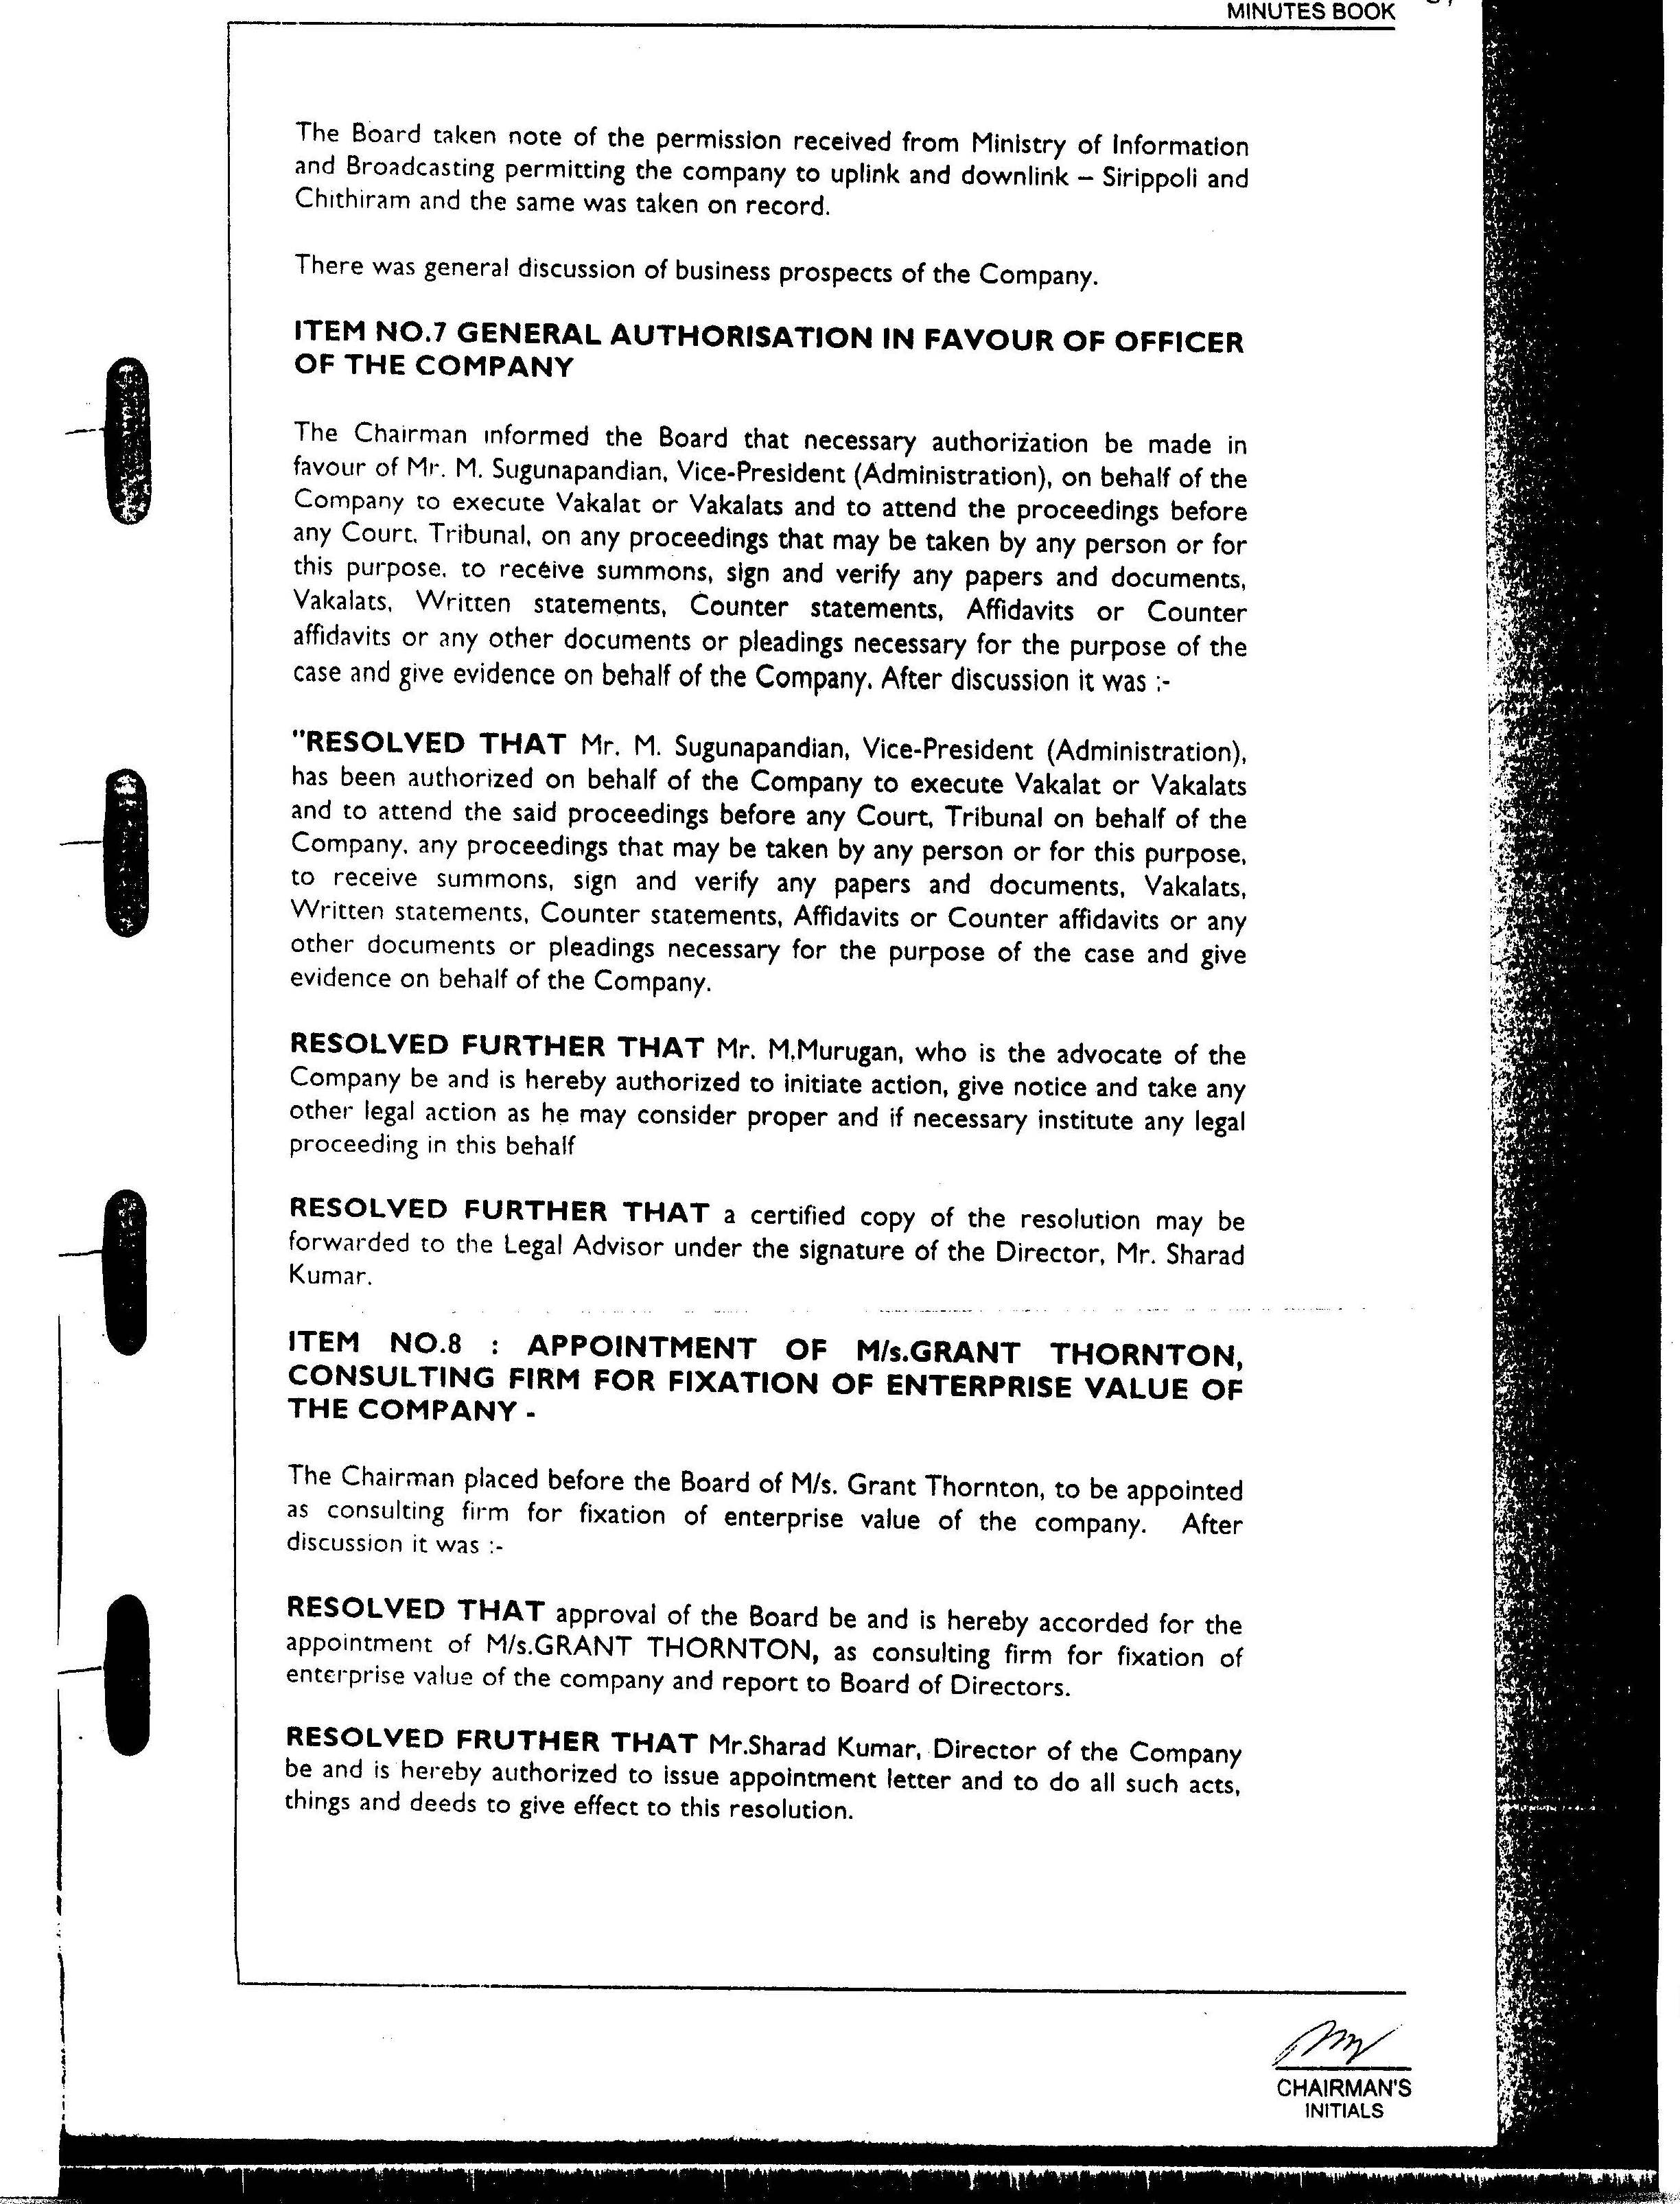 MINUTES BOOK
The Board taken note of the permission received from Ministry of Information
and Broadcasting permitting the company to uplink and downlink – Sirippoli and
Chithiram and the same was taken on record.
There was general discussion of business prospects of the Company.
ITEM NO.7 GENERAL AUTHORISATION IN FAVOUR OF OFFICER
OF THE COMPANY
The Chairman informed the Board that necessary authorization be made in
favour of Mr. M. Sugunapandian, Vice-President (Administration), on behalf of the
Company to execute Vakalat or Vakalats and to attend the proceedings before
any Court, Tribunal, on any proceedings that may be taken by any person or for
this purpose, to receive summons, sign and verify any papers and documents,
Vakalats, Written statements, Counter statements, Affidavits or Counter
affidavits or any other documents or pleadings necessary for the purpose of the
case and give evidence on behalf of the Company. After discussion it was :-
"RESOLVED THAT Mr. M. Sugunapandian, Vice-President (Administration),
has been authorized on behalf of the Company to execute Vakalat or Vakalats
and to attend the said proceedings before any Court, Tribunal on behalf of the
Company, any proceedings that may be taken by any person or for this purpose,
to receive summons, sign and verify any papers and documents, Vakalats,
Written statements, Counter statements, Affidavits or Counter affidavits or any
other documents or pleadings necessary for the purpose of the case and give
evidence on behalf of the Company.
RESOLVED FURTHER THAT Mr. M.Murugan, who is the advocate of the
Company be and is hereby authorized to initiate action, give notice and take any
other legal action as he may consider proper and if necessary institute any legal
proceeding in this behalf
RESOLVED FURTHER THAT a certified copy of the resolution may be
forwarded to the Legal Advisor under the signature of the Director, Mr. Sharad
Kumar.
ITEM NO.8 : APPOINTMENT OF M/s.GRANT THORNTON,
CONSULTING FIRM FOR FIXATION OF ENTERPRISE VALUE OF
THE COMPANY -
The Chairman placed before the Board of M/s. Grant Thornton, to be appointed
as consulting firm for fixation of enterprise value of the company. After
discussion it was :-
RESOLVED THAT approval of the Board be and is hereby accorded for the
appointment of M/s.GRANT THORNTON, as consulting firm for fixation of
enterprise value of the company and report to Board of Directors.
RESOLVED FRUTHER THAT Mr.Sharad Kumar, Director of the Company
be and is hereby authorized to issue appointment letter and to do all such acts,
things and deeds to give effect to this resolution.
CHAIRMAN'S
INITIALS